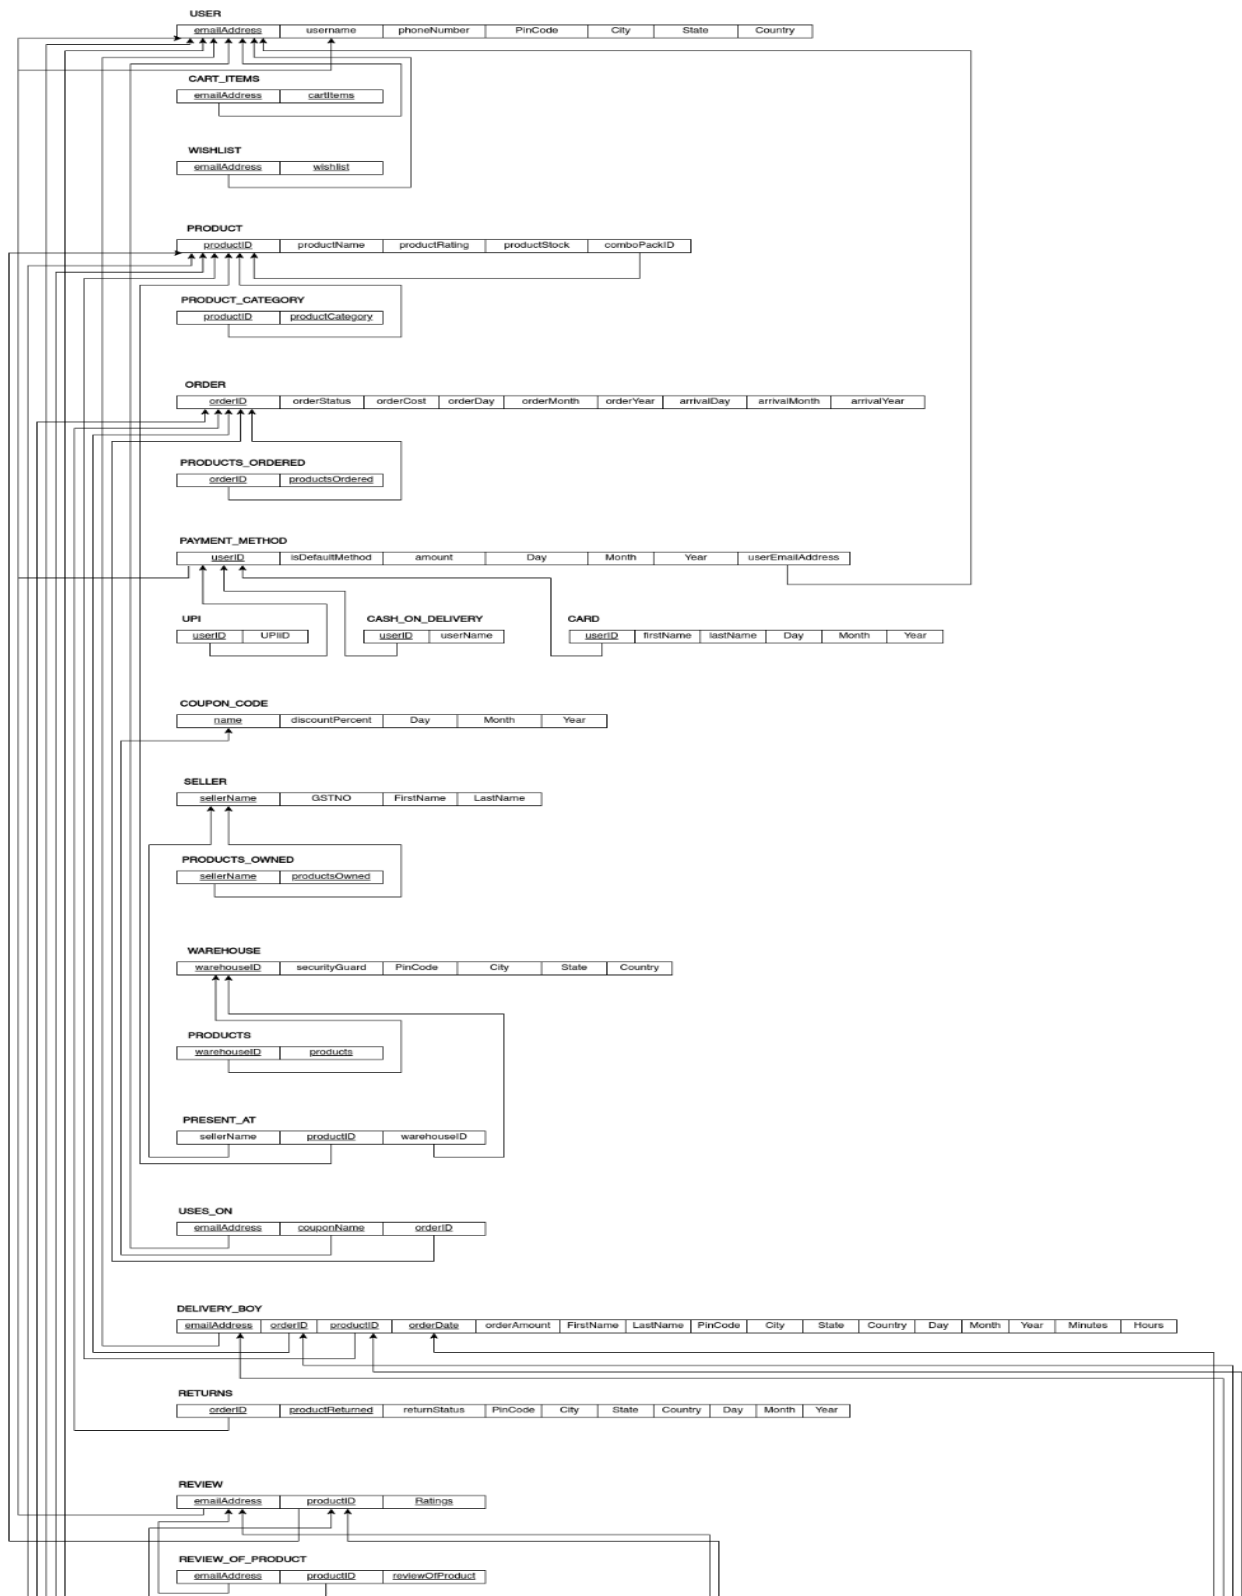 USER
emailAddress username phoneNumber PinCode City State Country
CART_ITEMS
emailAddress cartItems
WISHLIST
emailAddress wishlist
PRODUCT
productID productName productRating productStock comboPackID
PRODUCT_CATEGORY
productID productCategory
ORDER
orderID orderStatus orderCost orderDay orderMonth orderYear arrivalDay arrivalMonth arrivalYear
PRODUCTS_ORDERED
orderID productsOrdered
PAYMENT_METHOD
userID isDefaultMethod amount Day Month Year userEmailAddress
UPI CASH_ON_DELIVERY CARD
userID UPIID userID userName userID firstName lastName Day Month Year
COUPON_CODE
name discountPercent Day Month Year
SELLER
sellerName GSTNO FirstName LastName
PRODUCTS_OWNED
sellerName productsOwned
WAREHOUSE
warehouseID securityGuard PinCode City State Country
PRODUCTS
warehouseID products
PRESENT_AT
sellerName productID warehouseID
USES_ON
emailAddress couponName orderID
DELIVERY_BOY
emailAddress orderID productID orderDate orderAmount FirstName LastName PinCode City State Country Day Month Year Minutes Hours
RETURNS
orderID productReturned returnStatus PinCode City State Country Day Month Year
REVIEW
emailAddress productID Ratings
REVIEW_OF_PRODUCT
emailAddress productID reviewOfProduct